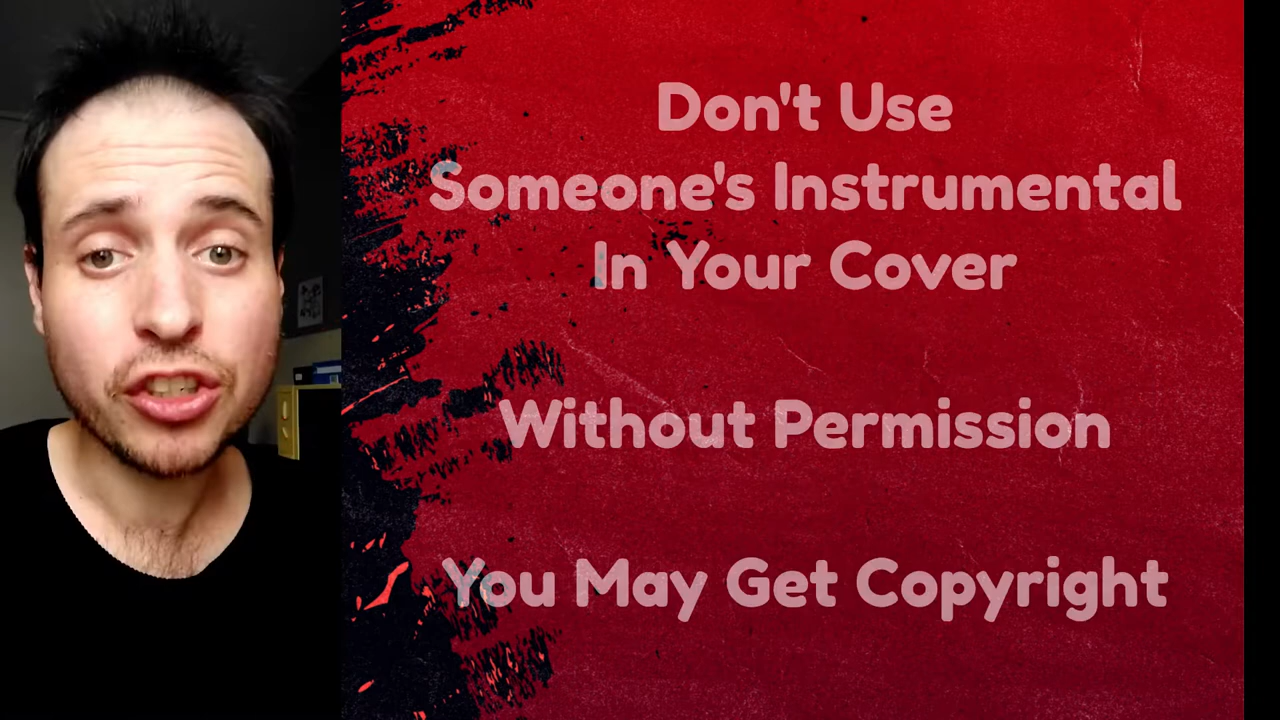 Don't Use
Someone's Instrumental
In Your Cover
Without Permission
You May Get Copyright